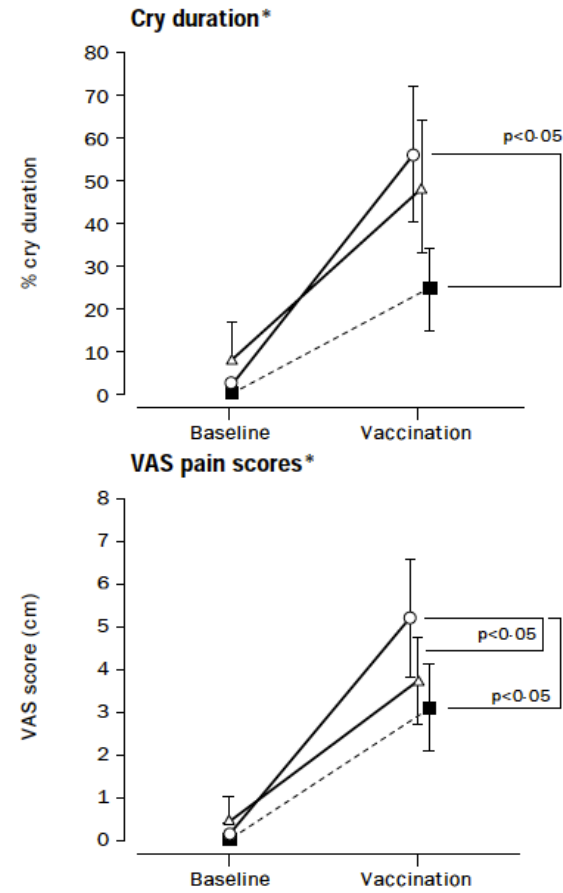 Cry duration*
80
70
60
50
40
30
20
10
0
% cry duration
p<0·05
Baseline Vaccination
VAS pain scores*
8
7
6
5
4
3
2
1
0
VAS score (cm)
p<0·05
p<0·05
Baseline Vaccination